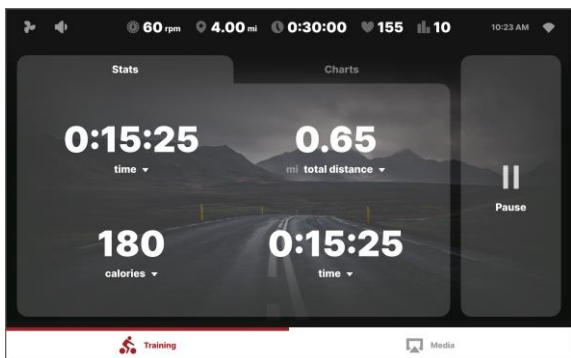 60 rpm 4.00 mi 0:30:00 155 10 10:23 AM
Stats Charts
0:15:25 0.65
time mi total distance
Pause
180 0:15:25
calories time
Training Media